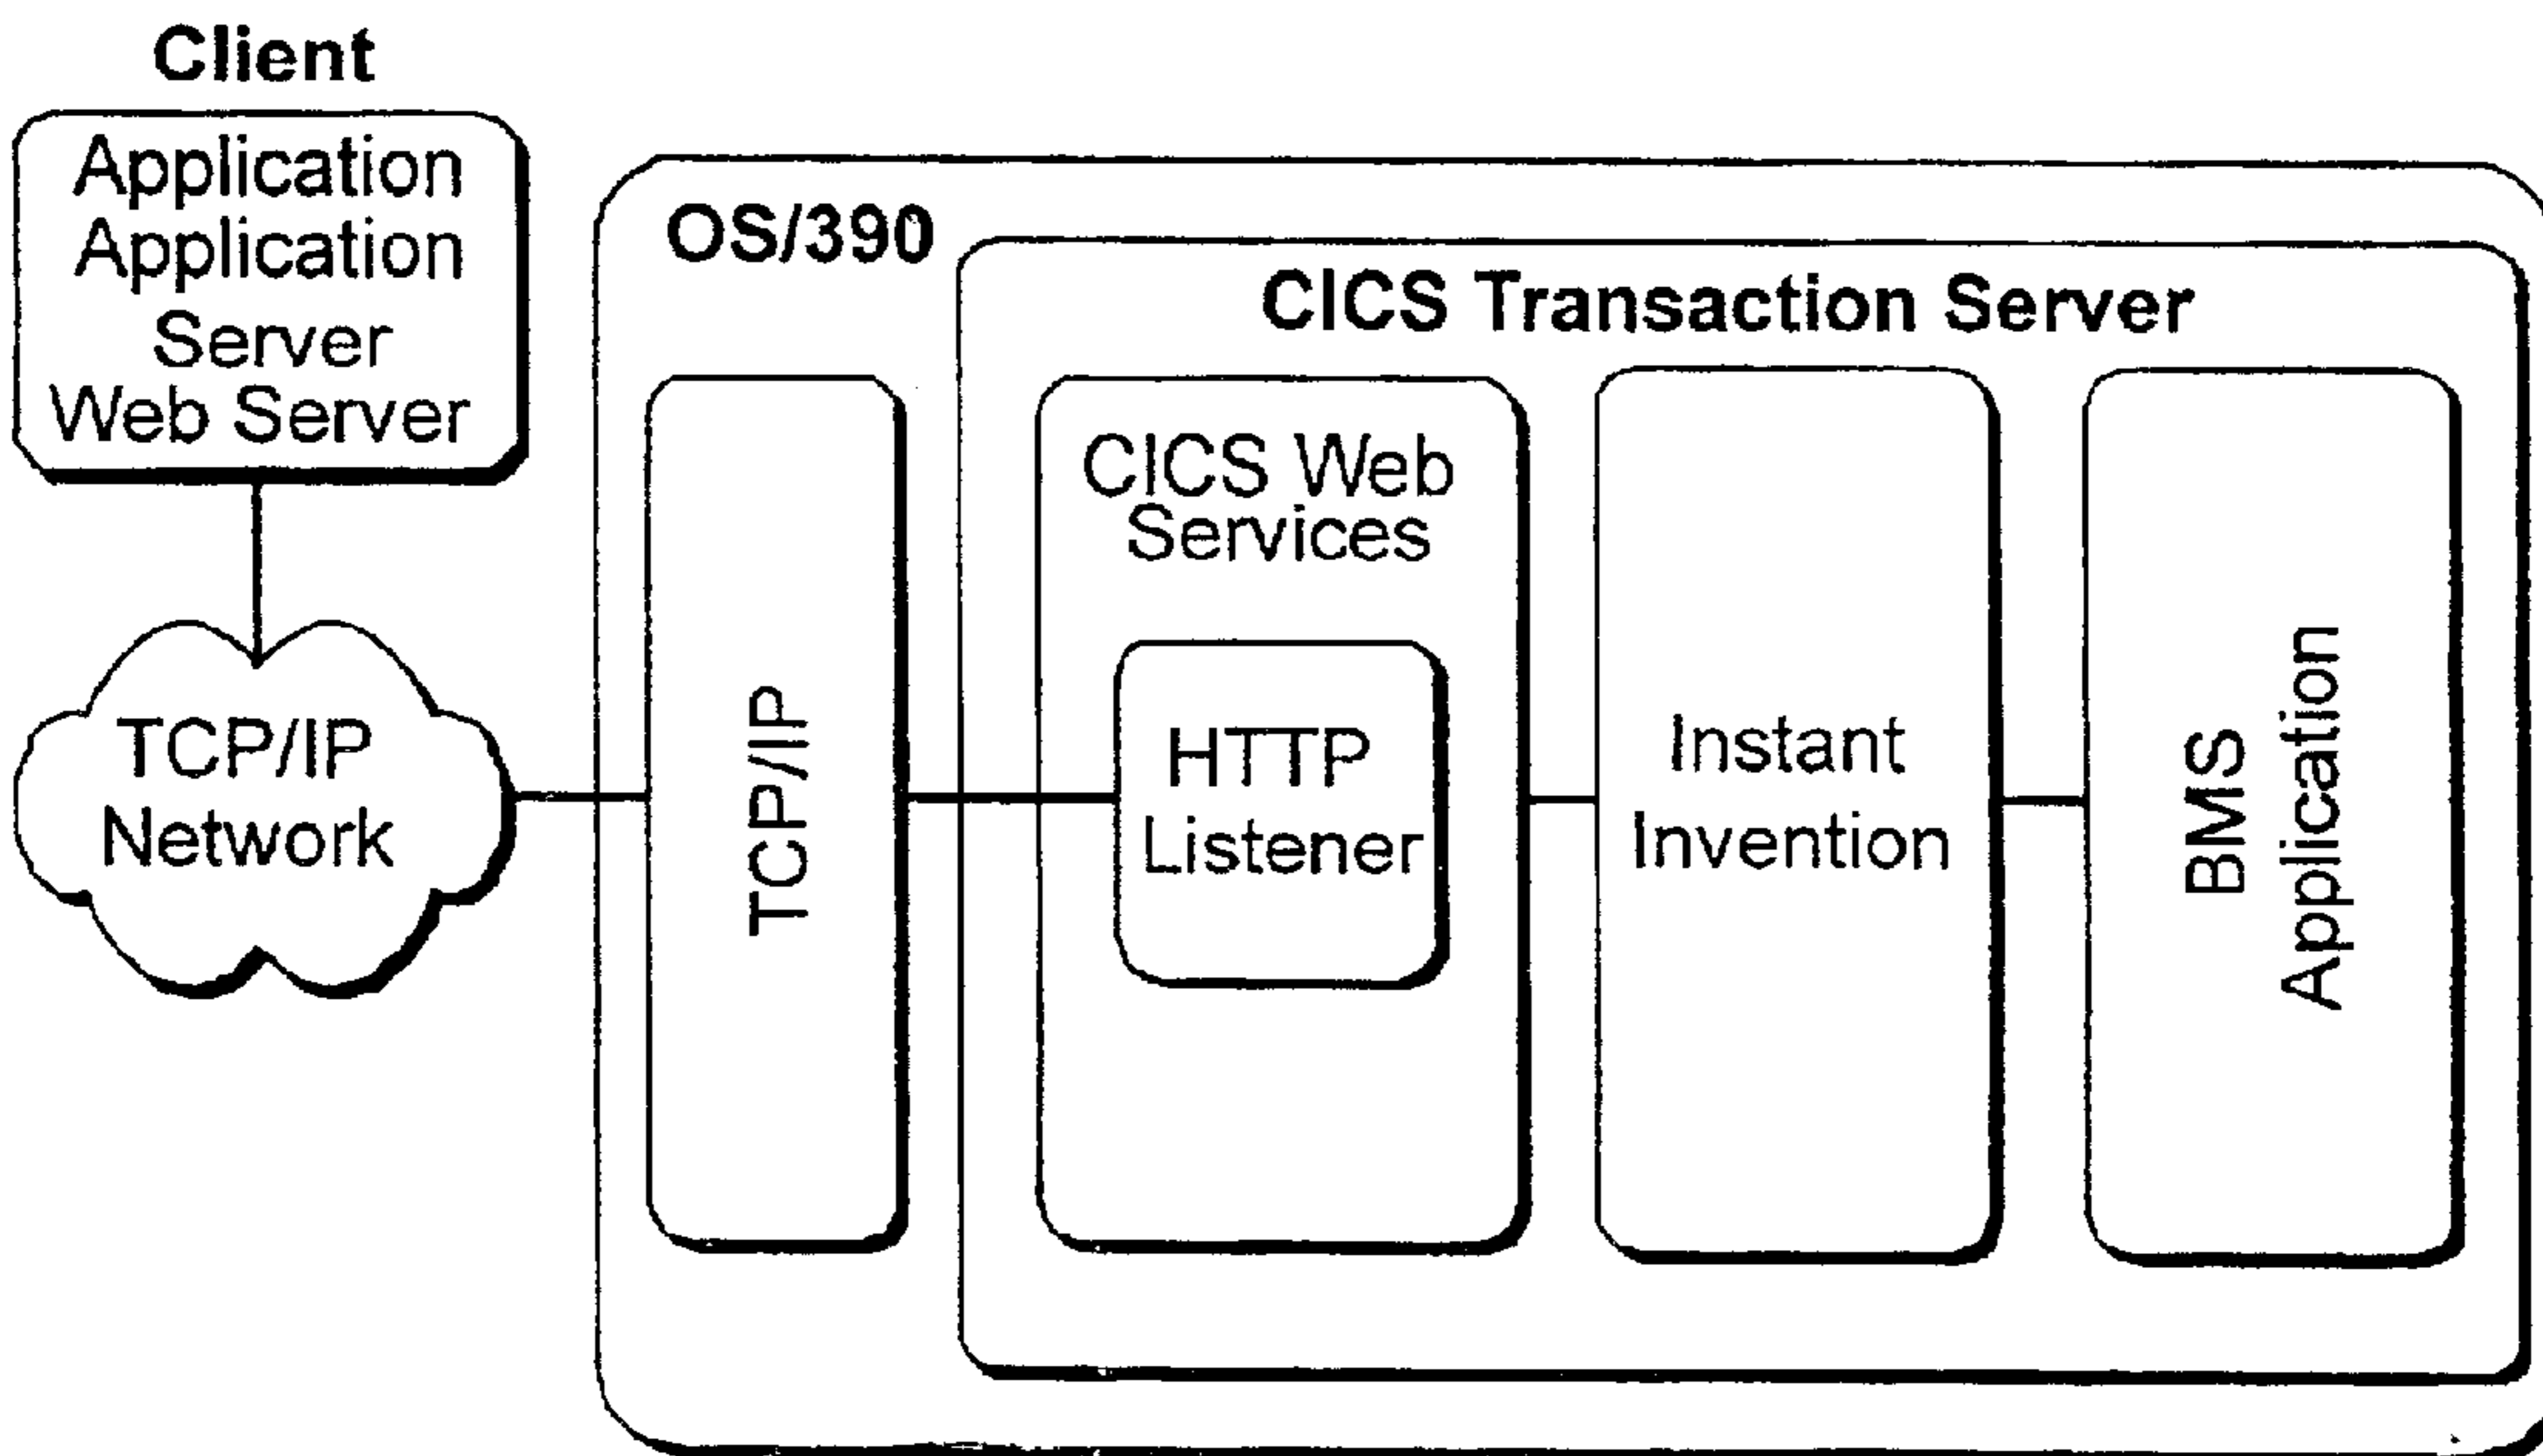 Client
Application
Application
Server
Web Server
TCP/IP
Network
OS/390
TCP/IP
CICS Transaction Server
CICS Web
Services
HTTP
Listener
Instant
Invention
BMS
Application